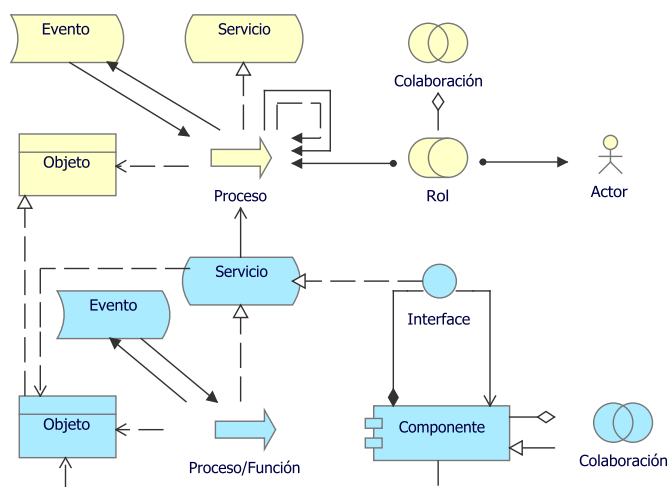 Evento
Servicio
Colaboración
Objeto
Proceso
Rol
Actor
Servicio
Evento
Interface
Objeto
Componente
Proceso/Función
Colaboración